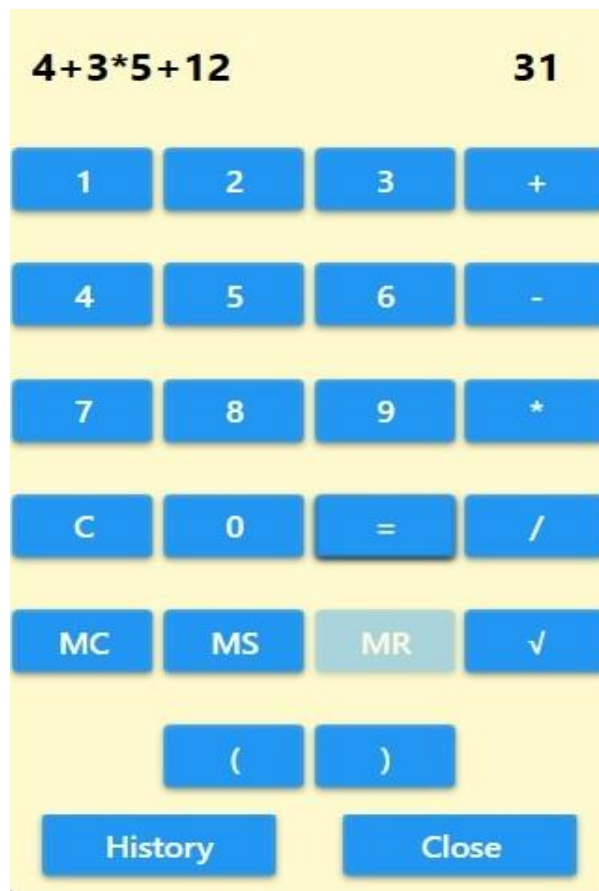 4+3*5+12 31
1 2 3 +
4 5 6 -
7 8 9 *
C 0 = /
MC MS MR √
( )
History Close